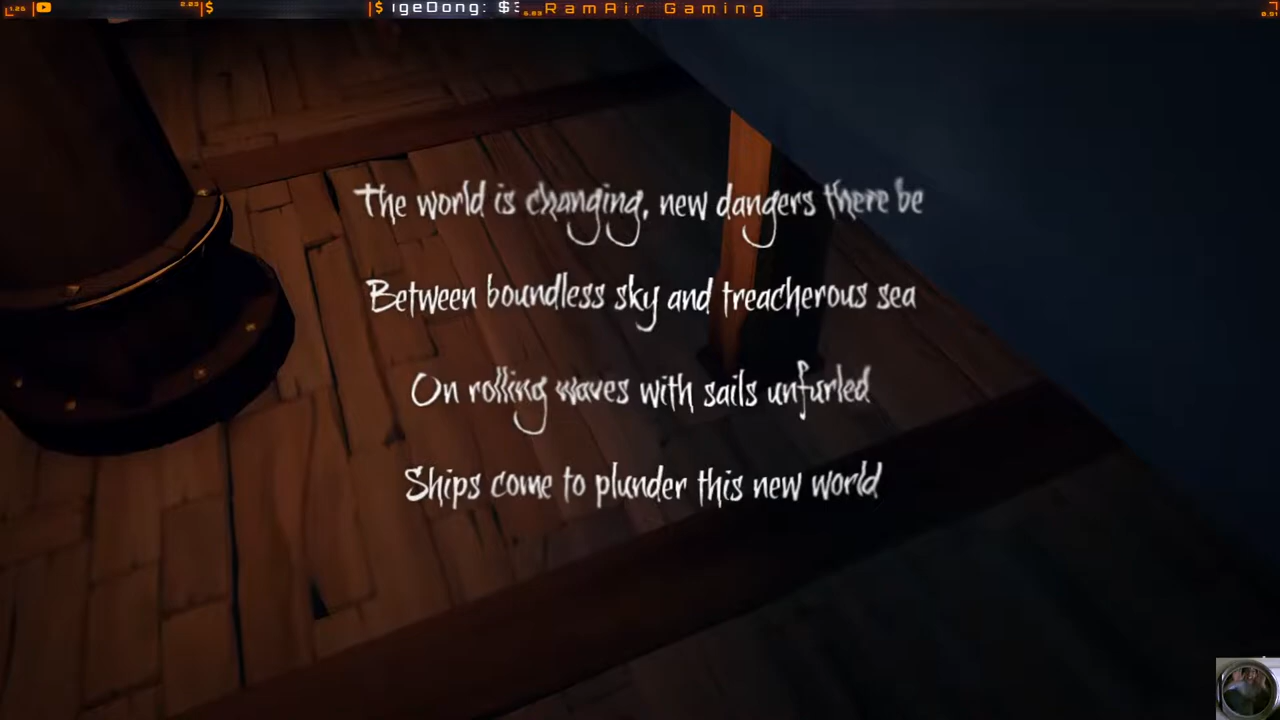 $ igeDong: $ RamAir Gaming
The world is changing, new dangers there be
Between boundless sky and treacherous sea
On rolling waves with sails unfurled
Ships come to plunder this new world